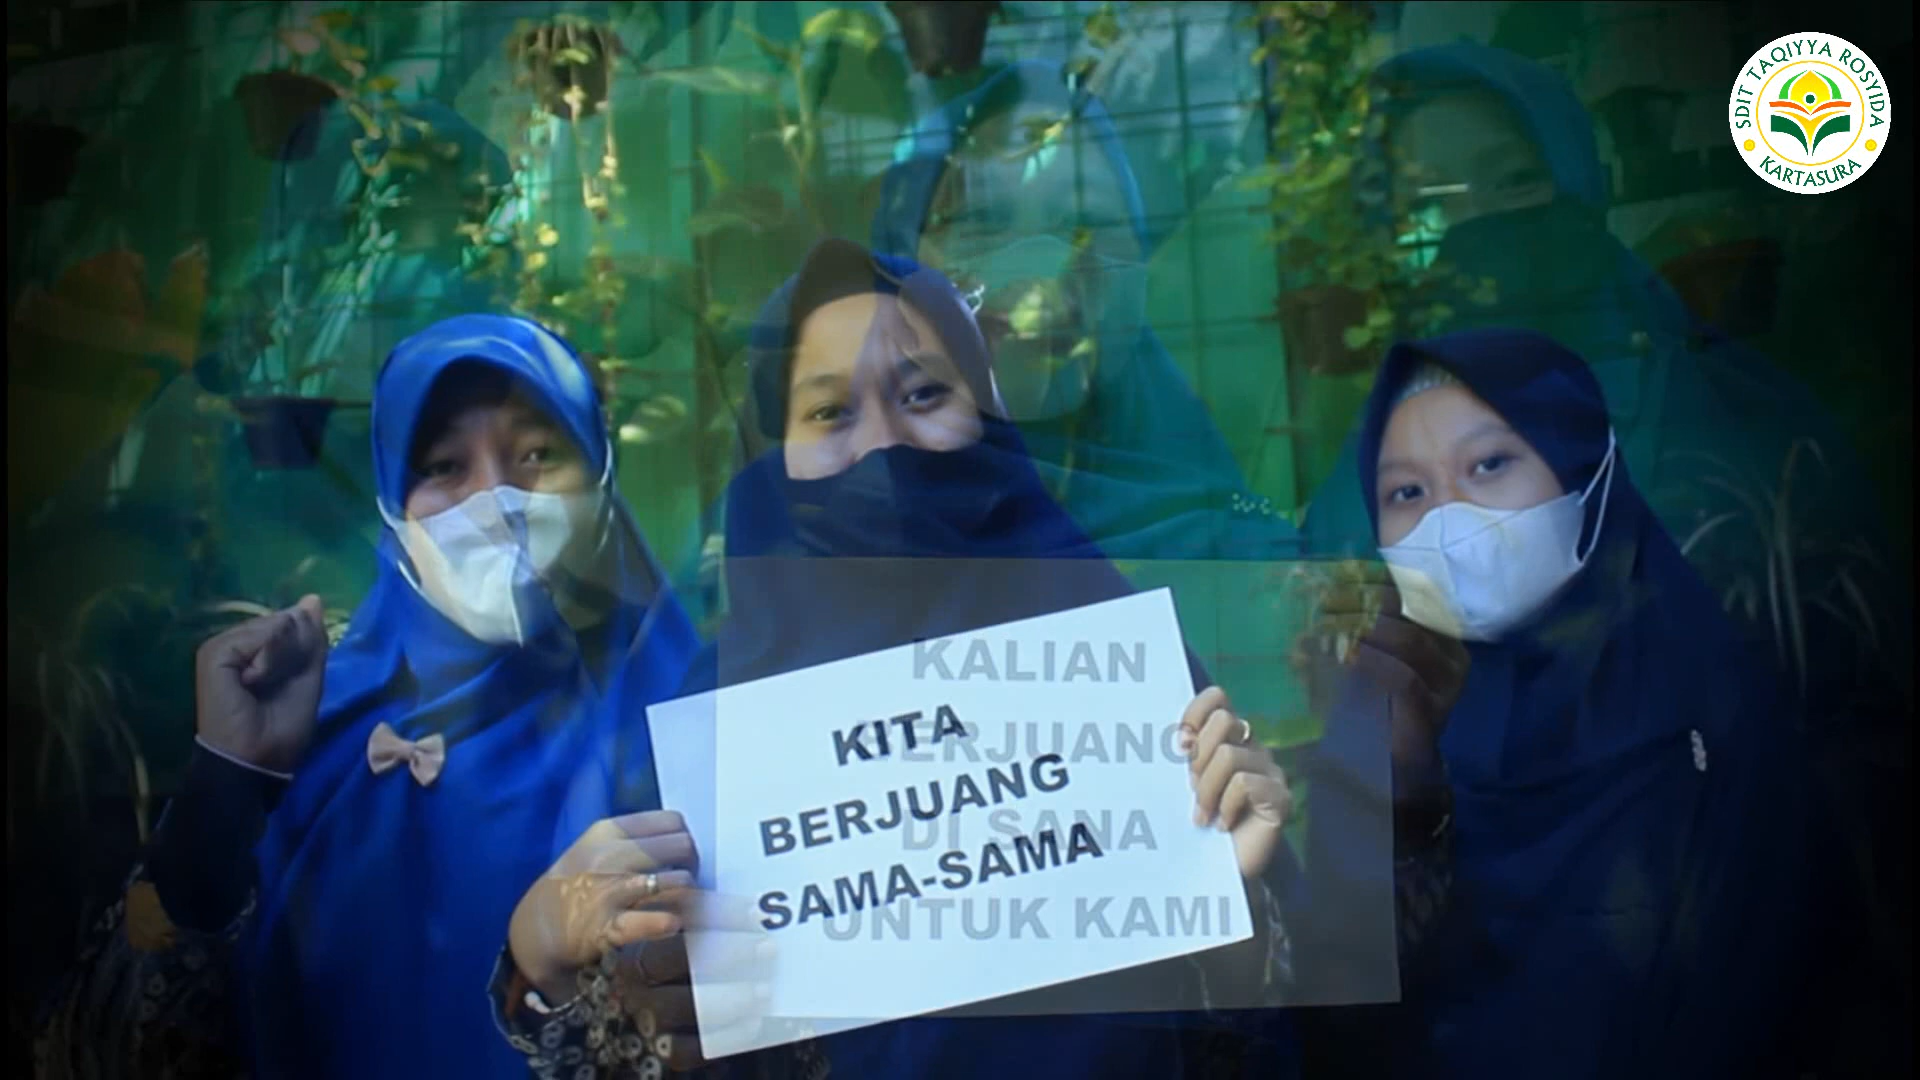 SDIT TAQIYYA ROSYIDA
KARTASURA
KITA
BERJUANG
SAMA-SAMA
KALIAN
BERJUANG
DI SANA
UNTUK KAMI